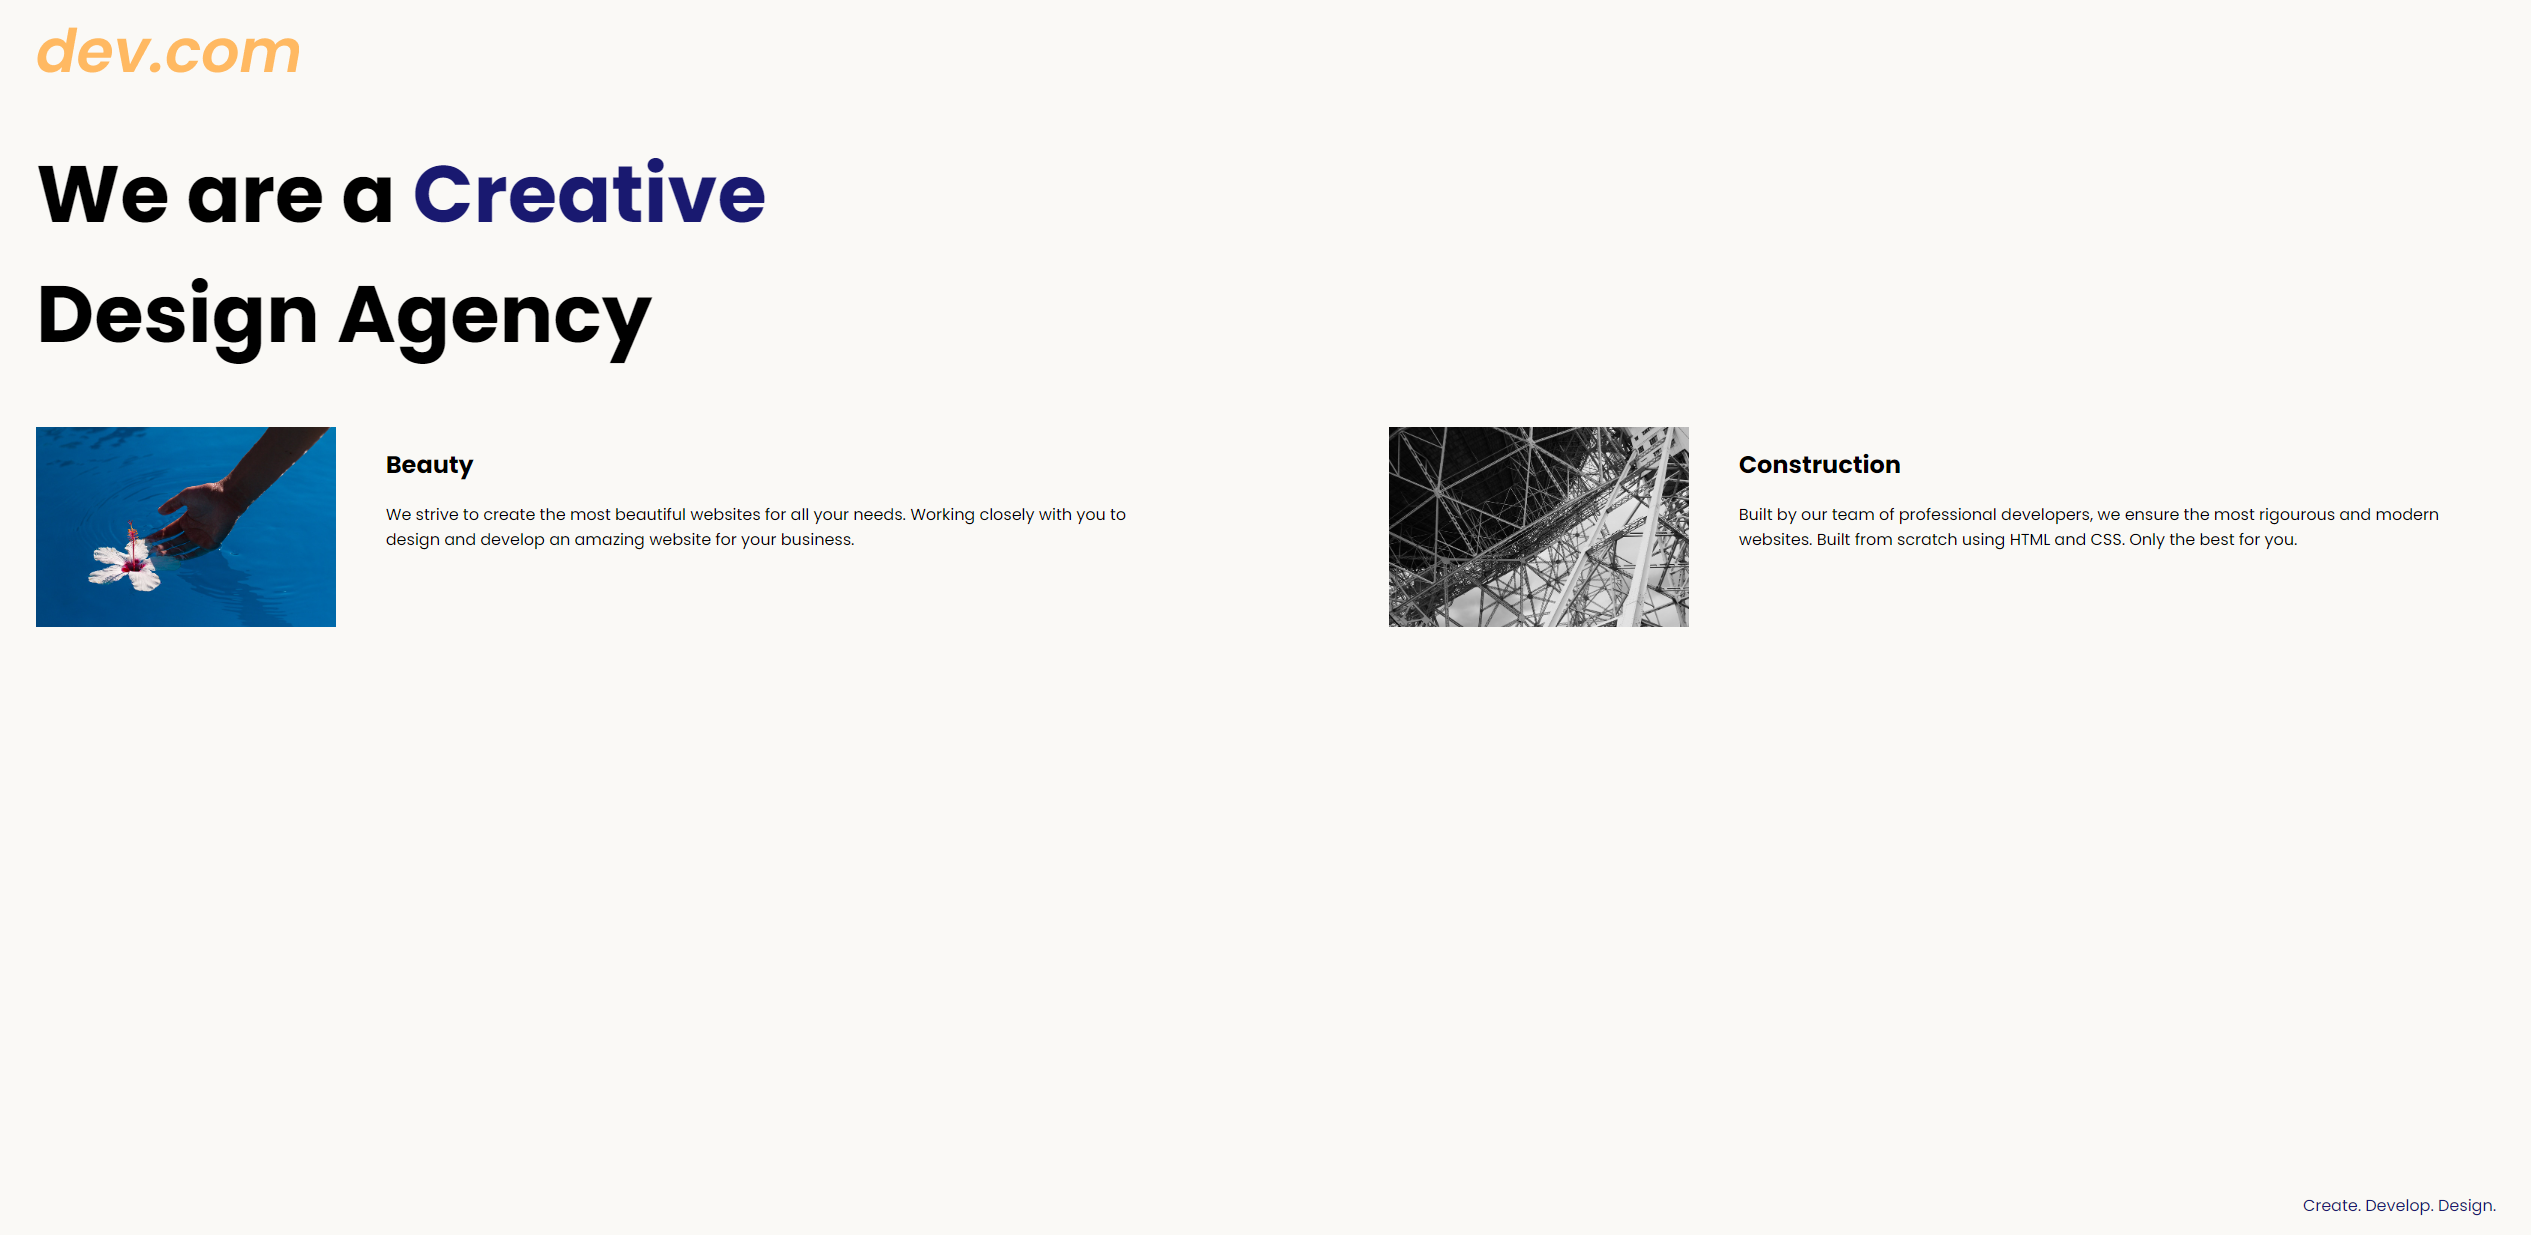 dev.com
We are a Creative
Design Agency
Beauty
We strive to create the most beautiful websites for all your needs. Working closely with you to
design and develop an amazing website for your business.
Construction
Built by our team of professional developers, we ensure the most rigourous and modern
websites. Built from scratch using HTML and CSS. Only the best for you.
Create. Develop. Design.